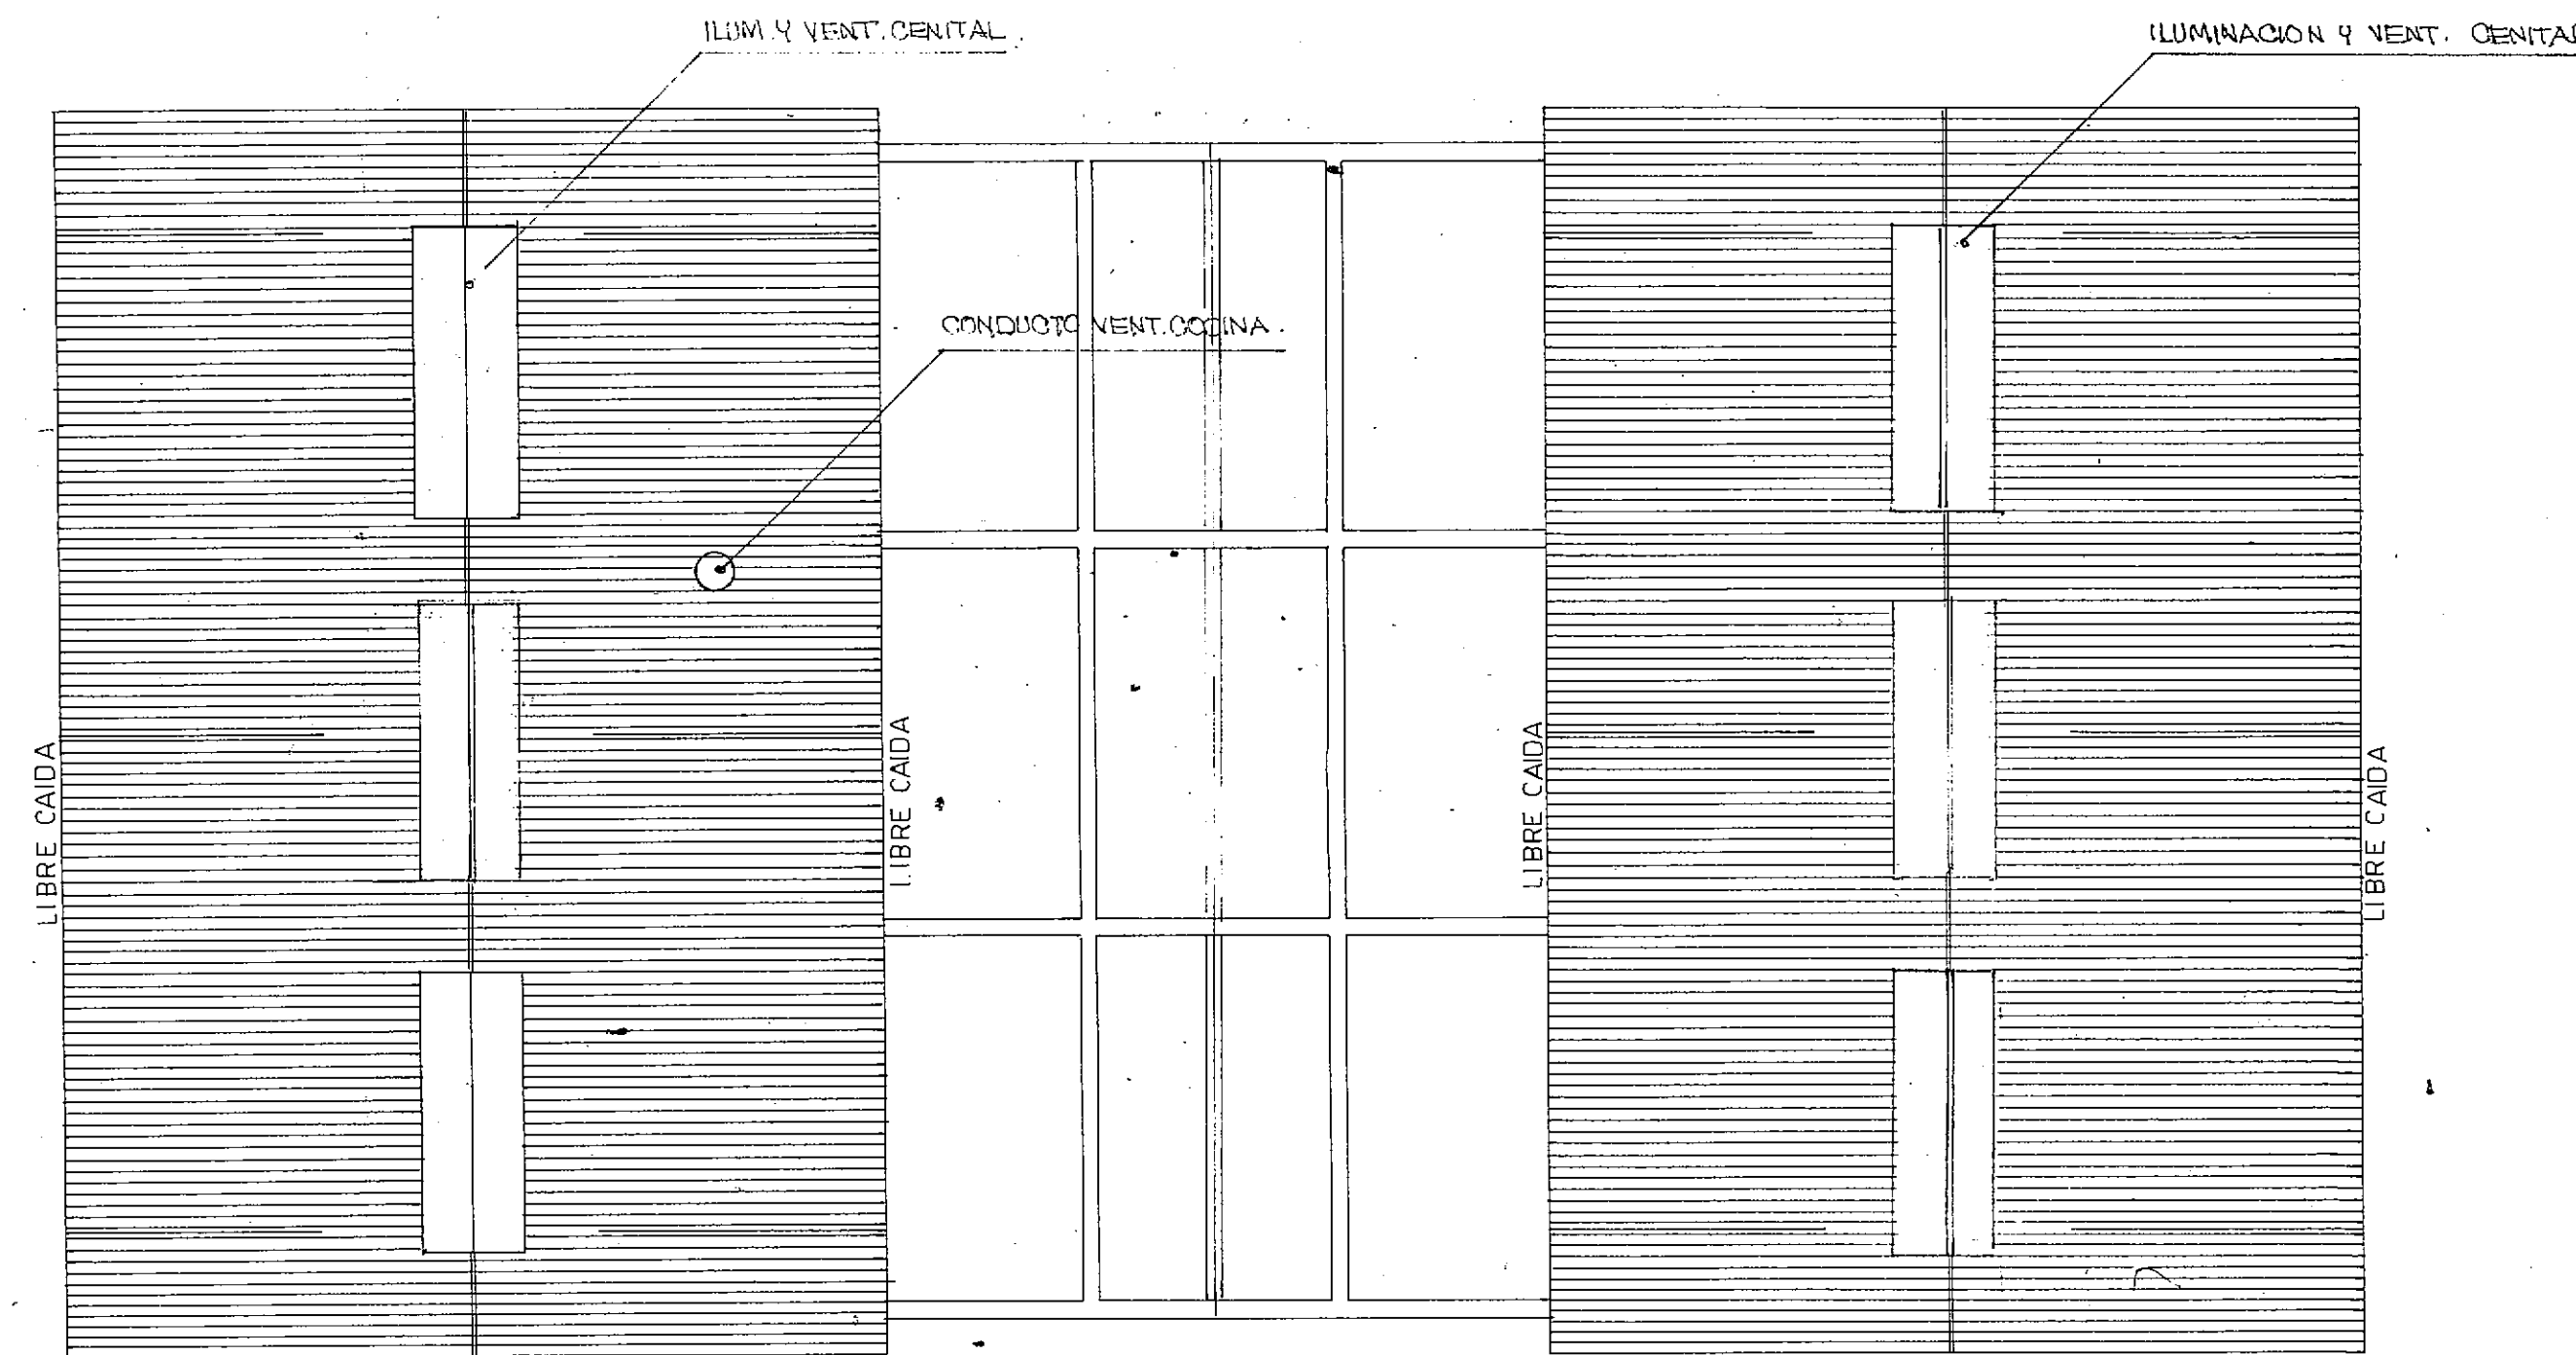 ILUM. Y VENT. CENITAL.
ILUMINACION Y VENT. CENITAL
CONDUCTO VENT. COCINA.
LIBRE CAIDA
LIBRE CAIDA
LIBRE CAIDA
LIBRE CAIDA